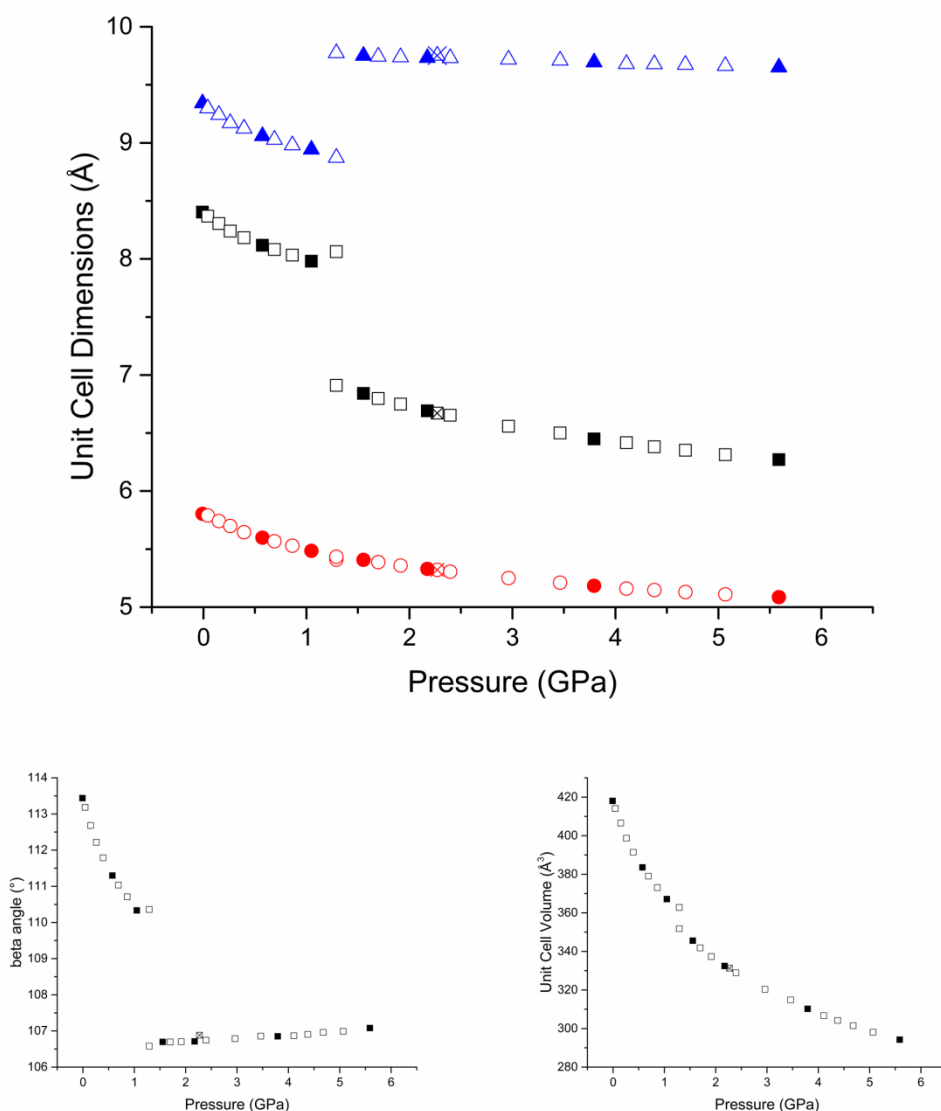 10
9
8
7
6
5
Unit Cell Dimensions (Å)
0 1 2 3 4 5 6
Pressure (GPa)
114
113
112
111
110
109
108
107
106
beta angle (°)
0 1 2 3 4 5 6
Pressure (GPa)
420
400
380
360
340
320
300
280
Unit Cell Volume (Å³)
0 1 2 3 4 5 6
Pressure (GPa)